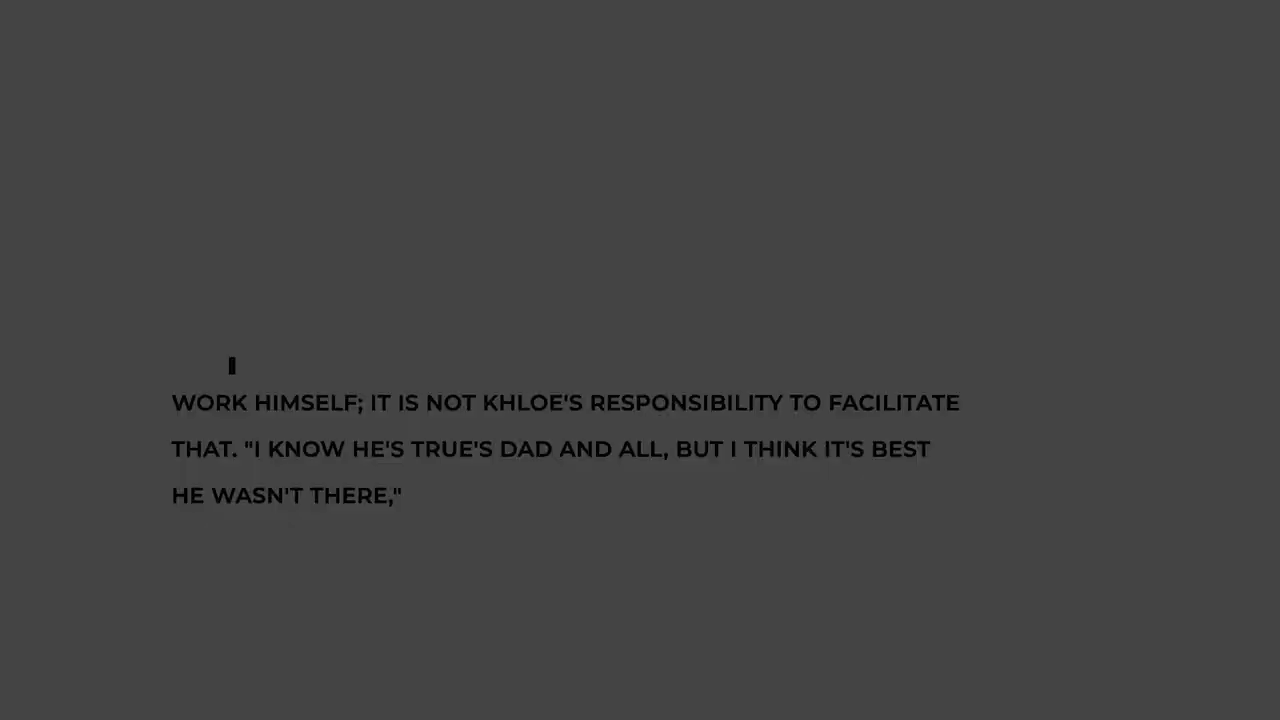 WORK HIMSELF; IT IS NOT KHLOE'S RESPONSIBILITY TO FACILITATE
THAT. "I KNOW HE'S TRUE'S DAD AND ALL, BUT I THINK IT'S BEST
HE WASN'T THERE,"